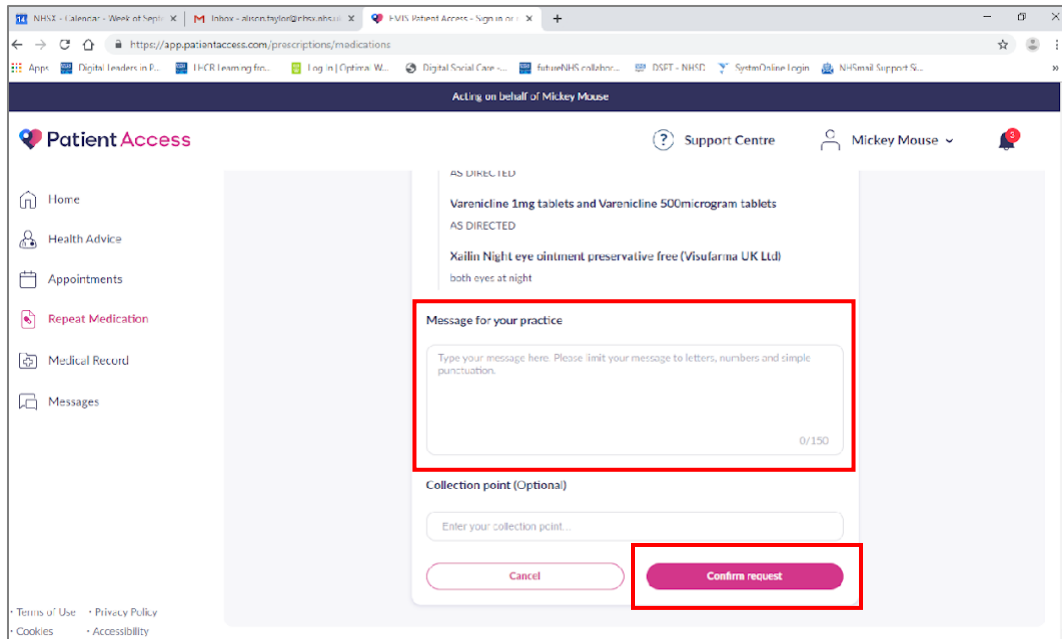 NHSX - Calendar - Week of Sept
Inbox - alison.taylor@nhsx.nhs.u
EMIS Patient Access - Sign in or
https://app.patientaccess.com/prescriptions/medications
Apps
Digital Leaders in P...
LHCR Learning fro...
Log In | Optima W...
Digital Social Care -...
futureNHS collabor...
DSPT - NHSD
SystmOnline Login
NHSmail Support Si...
»
Acting on behalf of Mickey Mouse
Patient Access
Support Centre
Mickey Mouse
3
Home
Health Advice
Appointments
Repeat Medication
Medical Record
Messages
AS DIRECTED
Varenicline 1mg tablets and Varenicline 500microgram tablets
AS DIRECTED
Xailin Night eye ointment preservative free (Visufarma UK Ltd)
both eyes at night
Message for your practice
Type your message here. Please limit your message to letters, numbers and simple
punctuation.
0/150
Collection point (Optional)
Enter your collection point...
Cancel
Confirm request
· Terms of Use · Privacy Policy
· Cookies · Accessibility